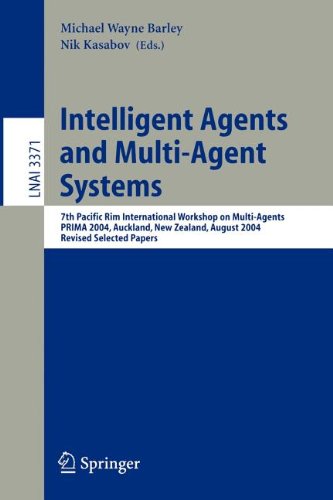 Michael Wayne Barley
Nik Kasabov (Eds.)
LNAI 3371
Intelligent Agents
and Multi-Agent
Systems
7th Pacific Rim International Workshop on Multi-Agents
PRIMA 2004, Auckland, New Zealand, August 2004
Revised Selected Papers
Springer